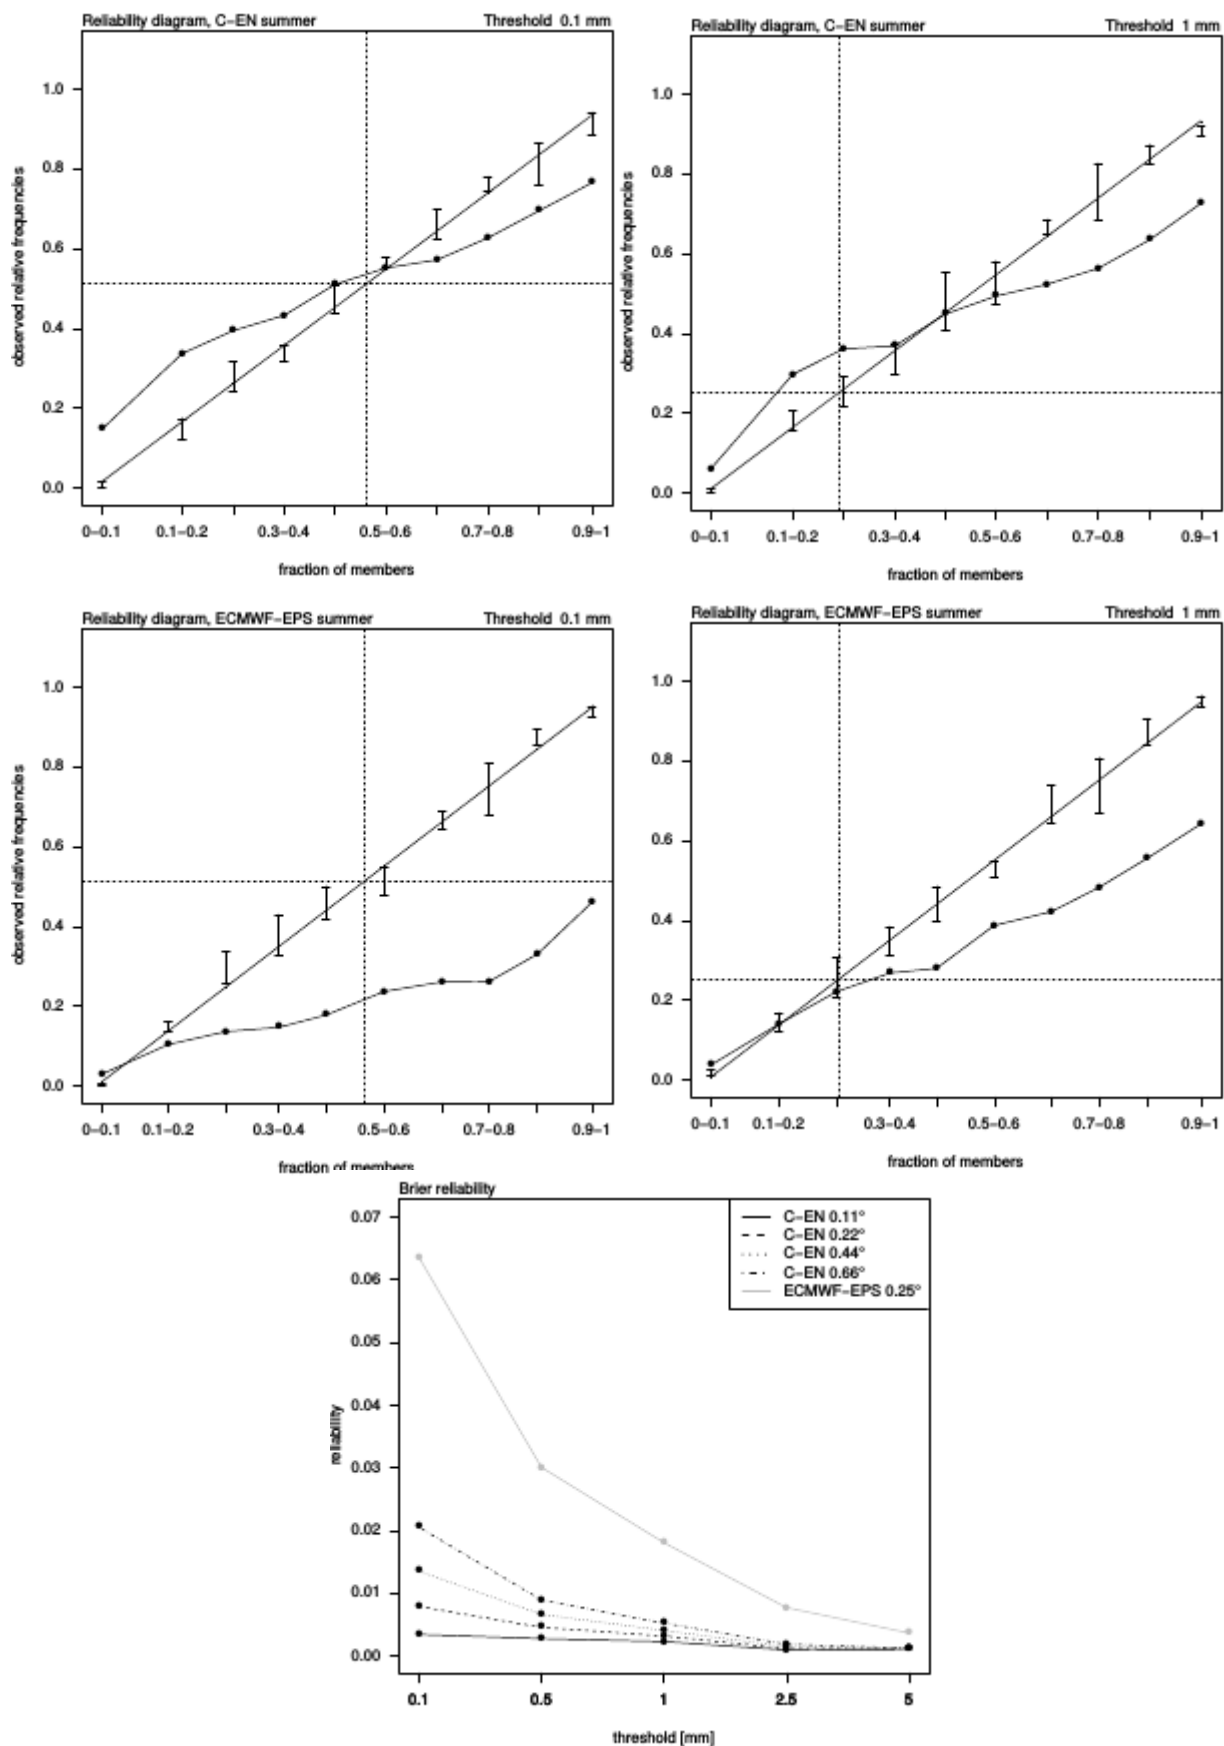 Reliability diagram, C-EN summer Threshold 0.1 mm
1.0
0.8
0.6
0.4
0.2
0.0
observed relative frequencies
0-0.1 0.1-0.2 0.3-0.4 0.5-0.6 0.7-0.8 0.9-1
fraction of members
Reliability diagram, C-EN summer Threshold 1 mm
1.0
0.8
0.6
0.4
0.2
0.0
observed relative frequencies
0-0.1 0.1-0.2 0.3-0.4 0.5-0.6 0.7-0.8 0.9-1
fraction of members
Reliability diagram, ECMWF-EPS summer Threshold 0.1 mm
1.0
0.8
0.6
0.4
0.2
0.0
observed relative frequencies
0-0.1 0.1-0.2 0.3-0.4 0.5-0.6 0.7-0.8 0.9-1
fraction of members
Reliability diagram, ECMWF-EPS summer Threshold 1 mm
1.0
0.8
0.6
0.4
0.2
0.0
0-0.1 0.1-0.2 0.3-0.4 0.5-0.6 0.7-0.8 0.9-1
fraction of members
Brier reliability
0.07
0.06
0.05
0.04
0.03
0.02
0.01
0.00
reliability
C-EN 0.11°
C-EN 0.22°
C-EN 0.44°
C-EN 0.66°
ECMWF-EPS 0.25°
0.1 0.5 1 2.5 5
threshold [mm]